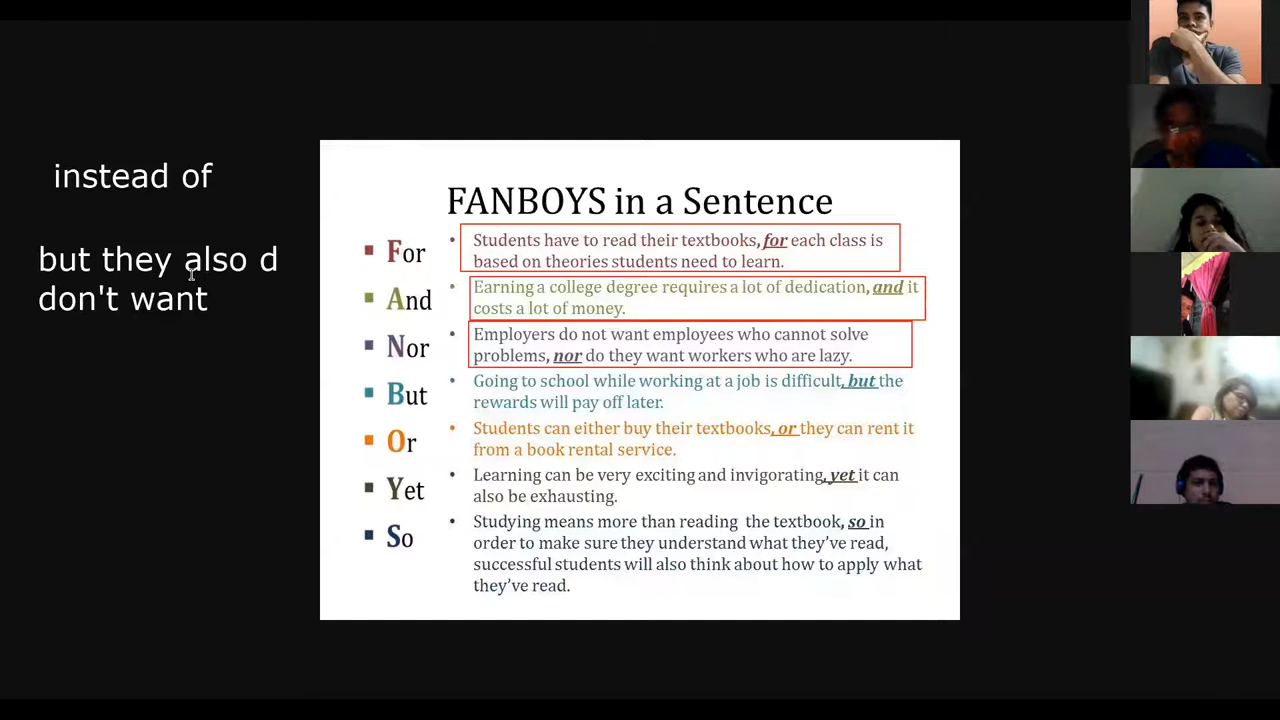 instead of
but they also d
don't want
FANBOYS in a Sentence
For
Students have to read their textbooks, for each class is
based on theories students need to learn.
And
Earning a college degree requires a lot of dedication, and it
costs a lot of money.
Nor
Employers do not want employees who cannot solve
problems, nor do they want workers who are lazy.
But
Going to school while working at a job is difficult, but the
rewards will pay off later.
Or
Students can either buy their textbooks, or they can rent it
from a book rental service.
Yet
Learning can be very exciting and invigorating, yet it can
also be exhausting.
So
Studying means more than reading the textbook, so in
order to make sure they understand what they've read,
successful students will also think about how to apply what
they've read.